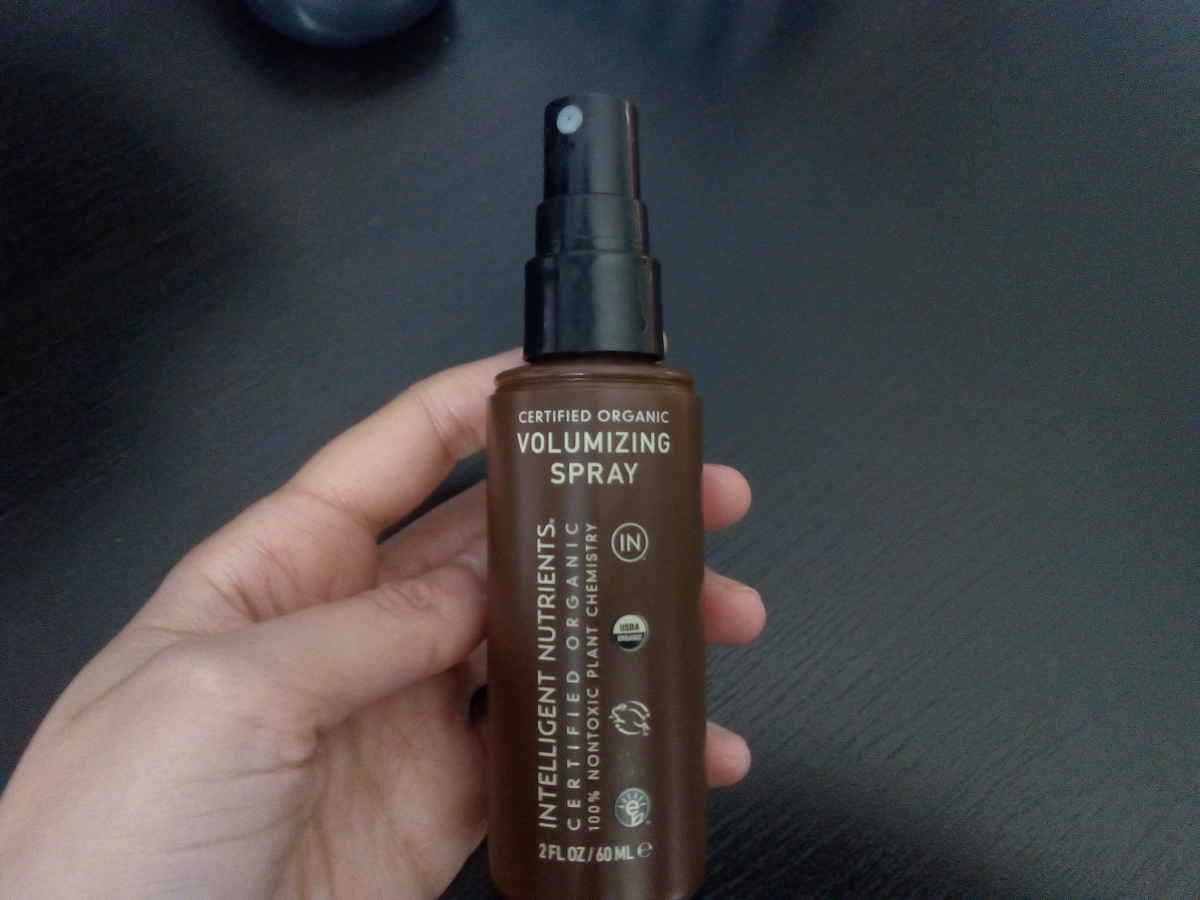 CERTIFIED ORGANIC
VOLUMIZING
SPRAY
INTELLIGENT NUTRIENTS®
CERTIFIED ORGANIC
100% NONTOXIC PLANT CHEMISTRY
IN
USDA
ORGANIC
2 FL OZ / 60 ML ℮